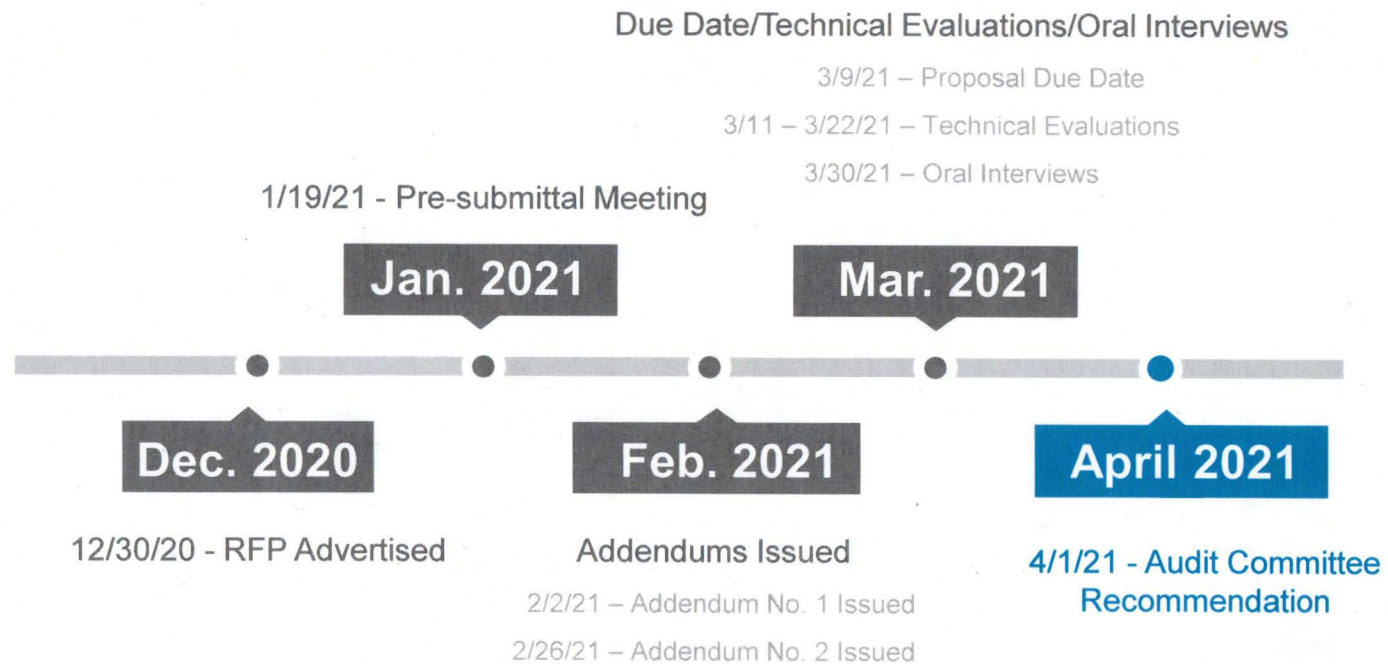 Due Date/Technical Evaluations/Oral Interviews
3/9/21 – Proposal Due Date
3/11 – 3/22/21 – Technical Evaluations
3/30/21 – Oral Interviews
1/19/21 - Pre-submittal Meeting
Jan. 2021
Mar. 2021
Dec. 2020
Feb. 2021
April 2021
12/30/20 - RFP Advertised
Addendums Issued
2/2/21 – Addendum No. 1 Issued
2/26/21 – Addendum No. 2 Issued
4/1/21 - Audit Committee
Recommendation